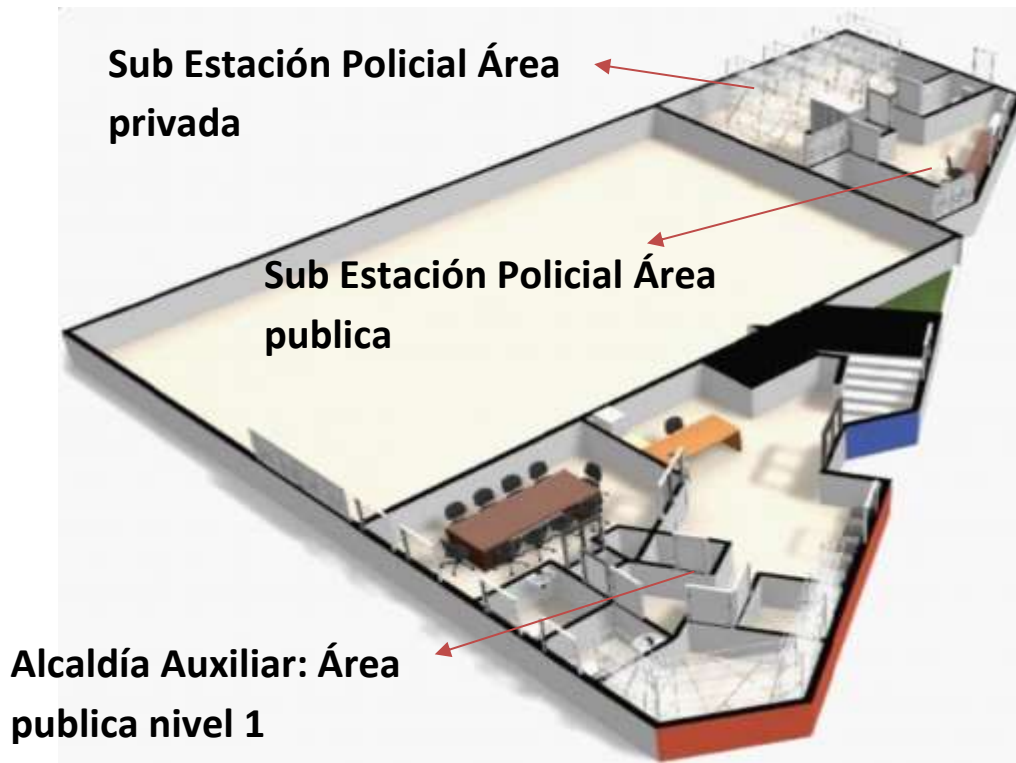 Sub Estación Policial Área
privada
Sub Estación Policial Área
publica
Alcaldía Auxiliar: Área
publica nivel 1